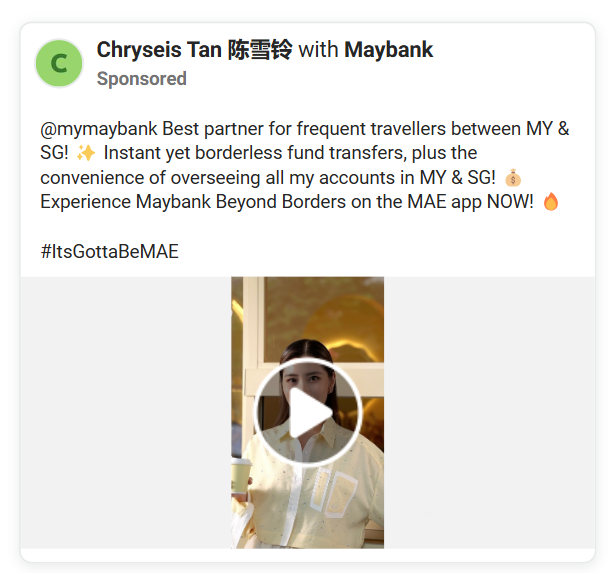 C
Chryseis Tan 陈雪铃 with Maybank
Sponsored
@mymaybank Best partner for frequent travellers between MY &
SG! ✨ Instant yet borderless fund transfers, plus the
convenience of overseeing all my accounts in MY & SG! 💰
Experience Maybank Beyond Borders on the MAE app NOW! 🔥
#ItsGottaBeMAE